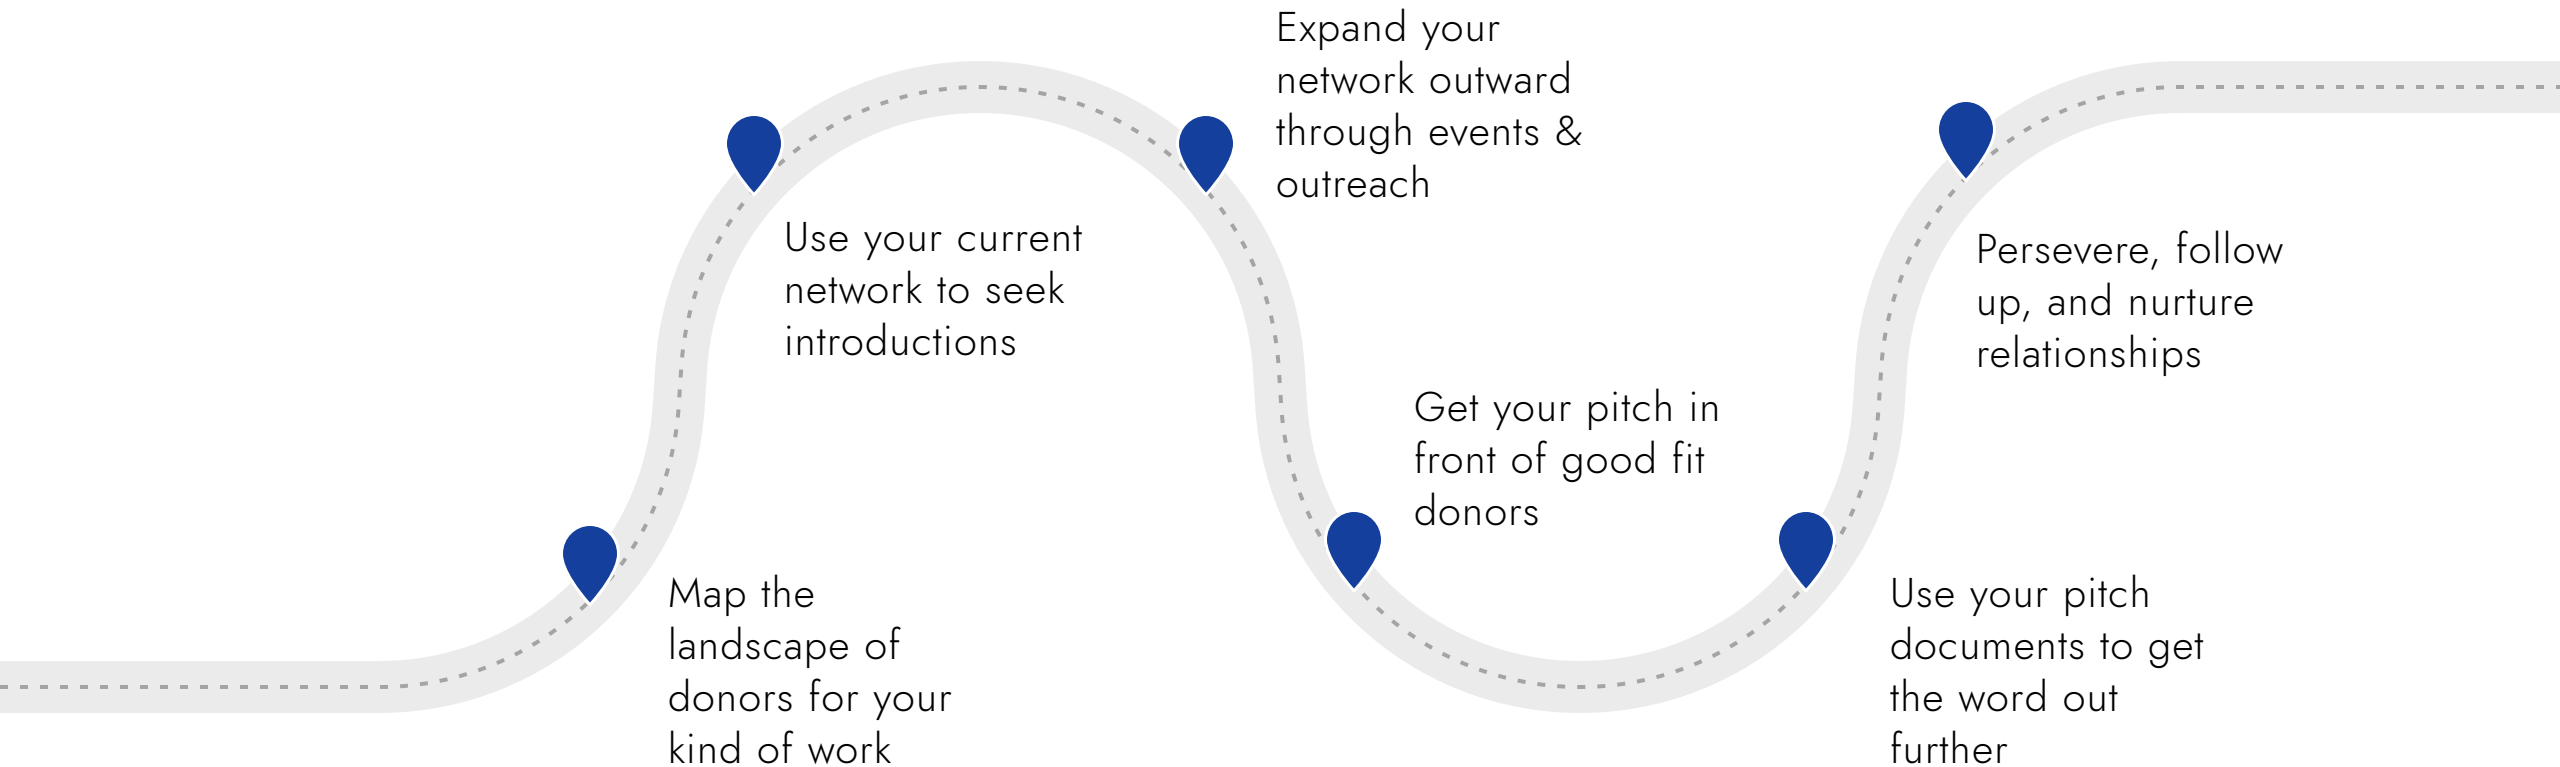 Map the
landscape of
donors for your
kind of work
Use your current
network to seek
introductions
Expand your
network outward
through events &
outreach
Get your pitch in
front of good fit
donors
Use your pitch
documents to get
the word out
further
Persevere, follow
up, and nurture
relationships